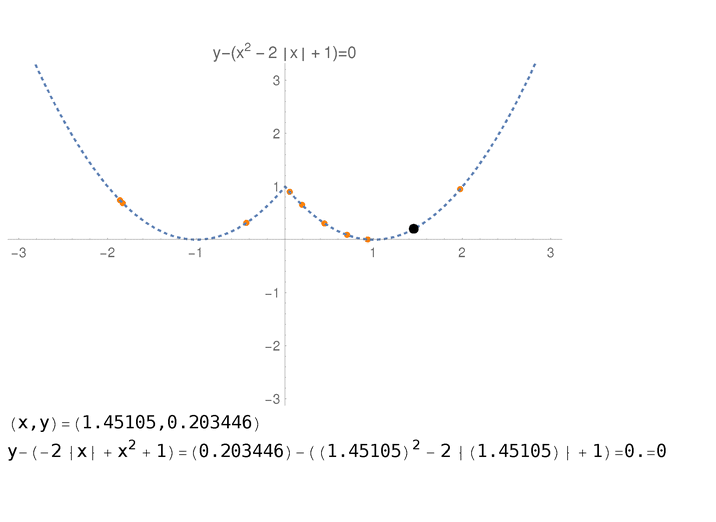 y−(x² − 2 |x| + 1)=0
3
2
1
−3 −2 −1 1 2 3
−1
−2
−3
(x,y)=(1.45105,0.203446)
y−(−2 |x| + x² + 1)=(0.203446)−((1.45105)² − 2 |(1.45105)| + 1)=0.=0